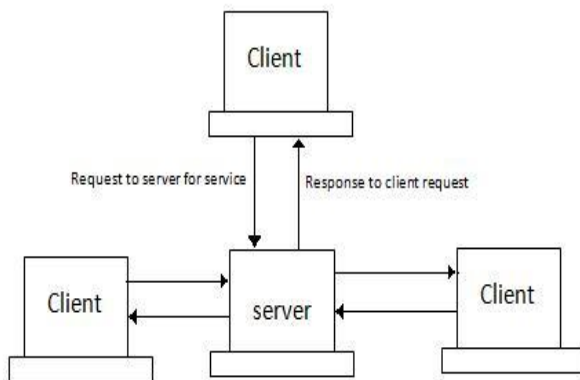 Client
Request to server for service
Response to client request
Client
server
Client